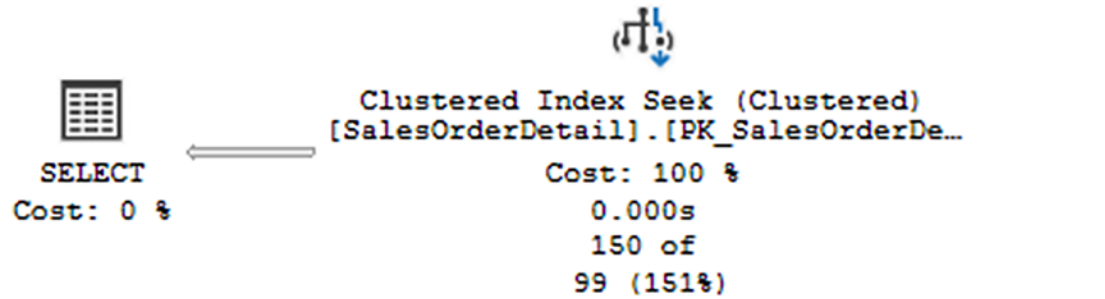 SELECT
Cost: 0 %
Clustered Index Seek (Clustered)
[SalesOrderDetail].[PK_SalesOrderDe…
Cost: 100 %
0.000s
150 of
99 (151%)